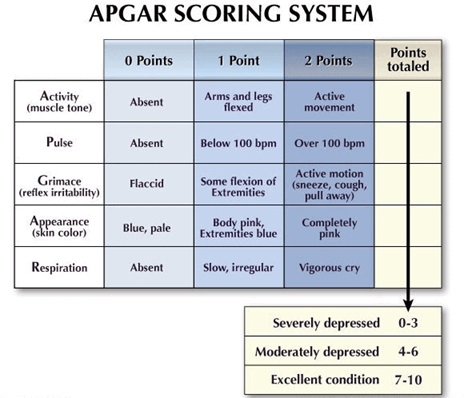 APGAR SCORING SYSTEM
0 Points 1 Point 2 Points Points totaled
Activity (muscle tone) Absent Arms and legs flexed Active movement
Pulse Absent Below 100 bpm Over 100 bpm
Grimace (reflex irritability) Flaccid Some flexion of Extremities Active motion (sneeze, cough, pull away)
Appearance (skin color) Blue, pale Body pink, Extremities blue Completely pink
Respiration Absent Slow, irregular Vigorous cry
Severely depressed 0-3
Moderately depressed 4-6
Excellent condition 7-10